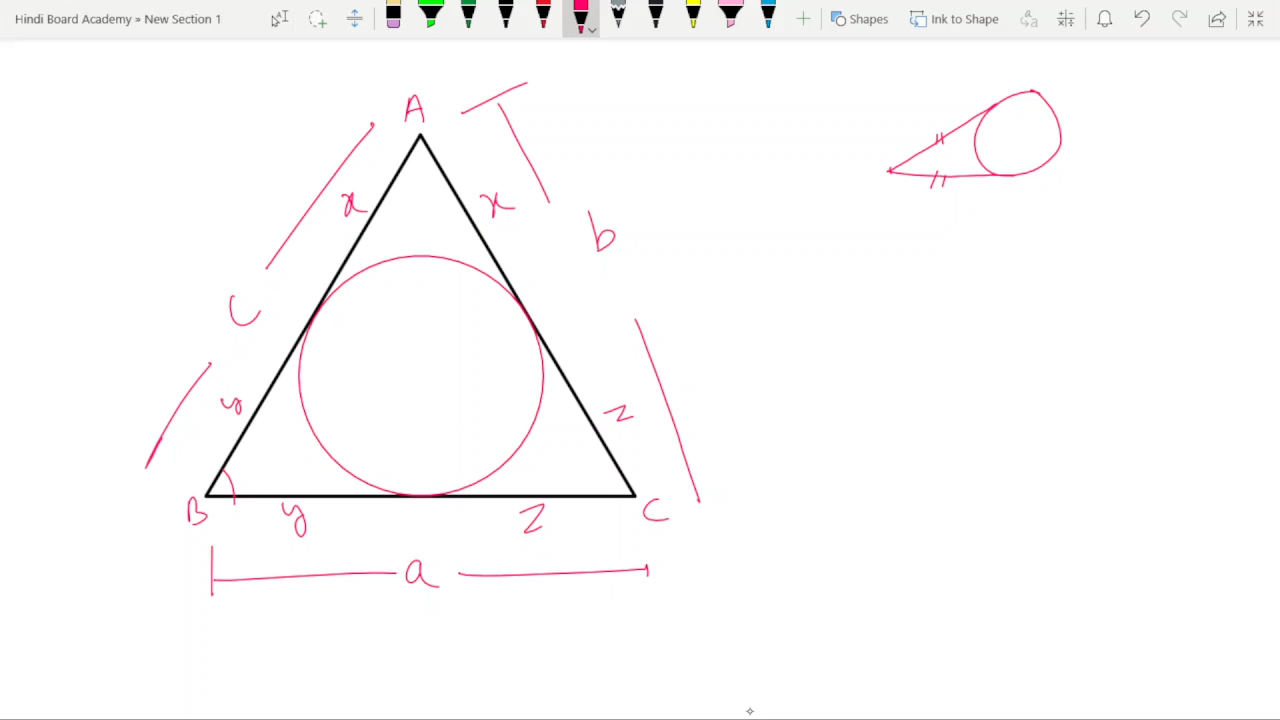 Hindi Board Academy » New Section 1
Shapes
Ink to Shape
A
x
x
b
C
y
z
B
y
z
C
a